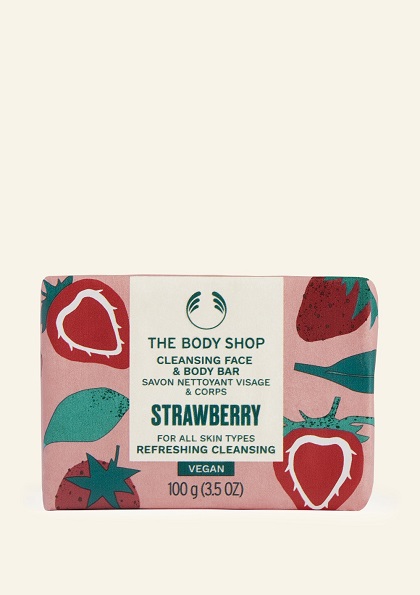 THE BODY SHOP
CLEANSING FACE
& BODY BAR
SAVON NETTOYANT VISAGE
& CORPS
STRAWBERRY
FOR ALL SKIN TYPES
REFRESHING CLEANSING
VEGAN
100 g (3.5 OZ)